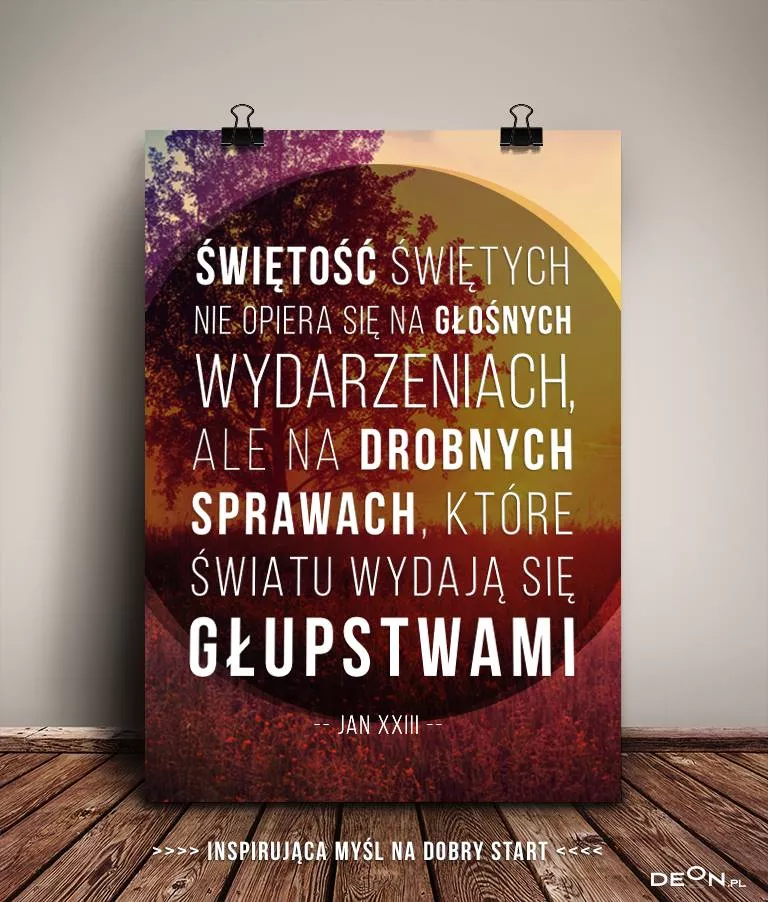 ŚWIĘTOŚĆ ŚWIĘTYCH
NIE OPIERA SIĘ NA GŁOŚNYCH
WYDARZENIACH,
ALE NA DROBNYCH
SPRAWACH, KTÓRE
ŚWIATU WYDAJĄ SIĘ
GŁUPSTWAMI
-- JAN XXIII --
>>>> INSPIRUJĄCA MYŚL NA DOBRY START <<<<
DEON.PL